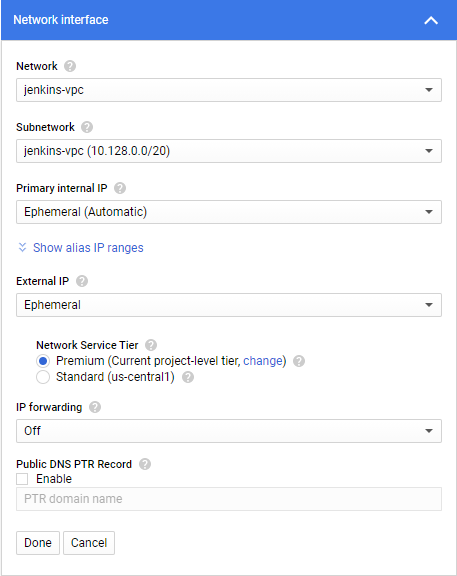 Network interface
Network ?
jenkins-vpc
Subnetwork ?
jenkins-vpc (10.128.0.0/20)
Primary internal IP ?
Ephemeral (Automatic)
Show alias IP ranges
External IP ?
Ephemeral
Network Service Tier ?
Premium (Current project-level tier, change) ?
Standard (us-central1) ?
IP forwarding ?
Off
Public DNS PTR Record ?
Enable
PTR domain name
Done Cancel